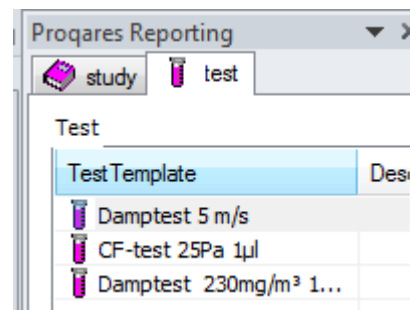 Proqares Reporting
study test
Test
TestTemplate Desc
Damptest 5 m/s
CF-test 25Pa 1µl
Damptest 230mg/m³ 1...